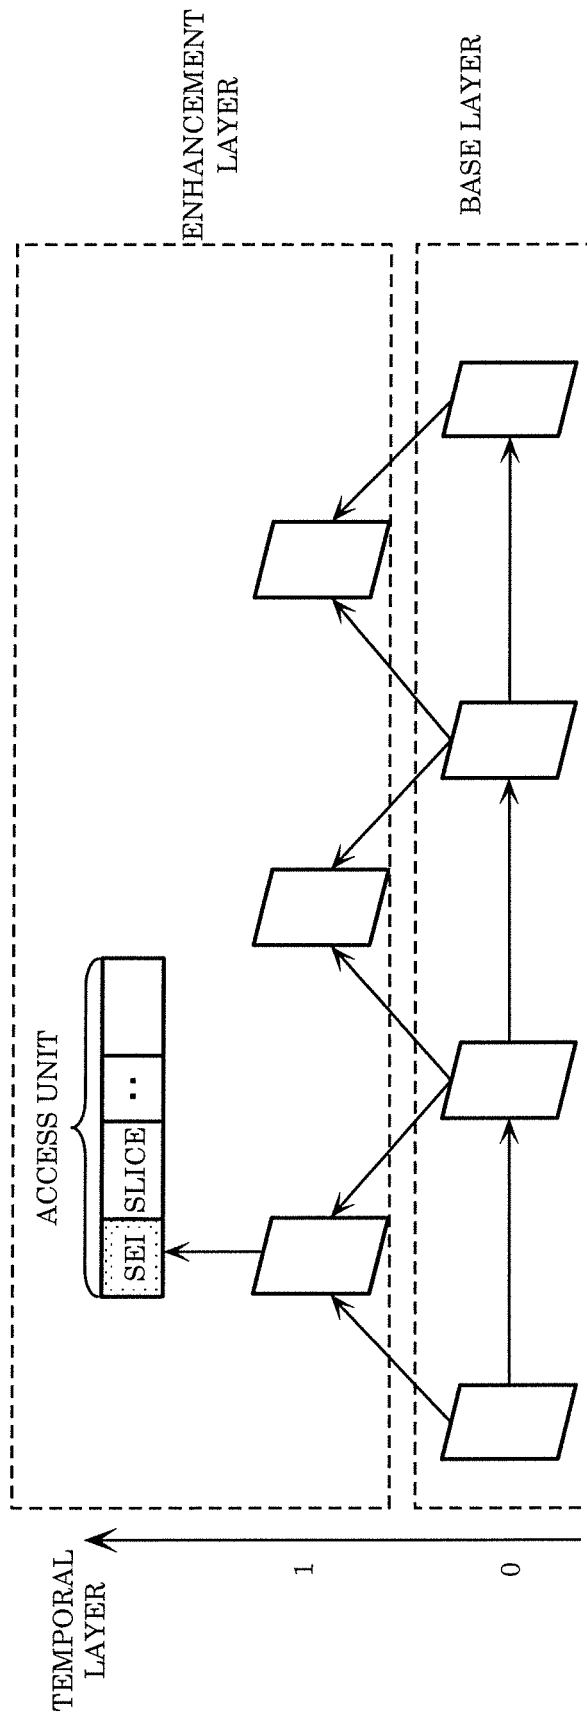 TEMPORAL
LAYER
1
0
ACCESS UNIT
SEI
SLICE
..
ENHANCEMENT
LAYER
BASE LAYER